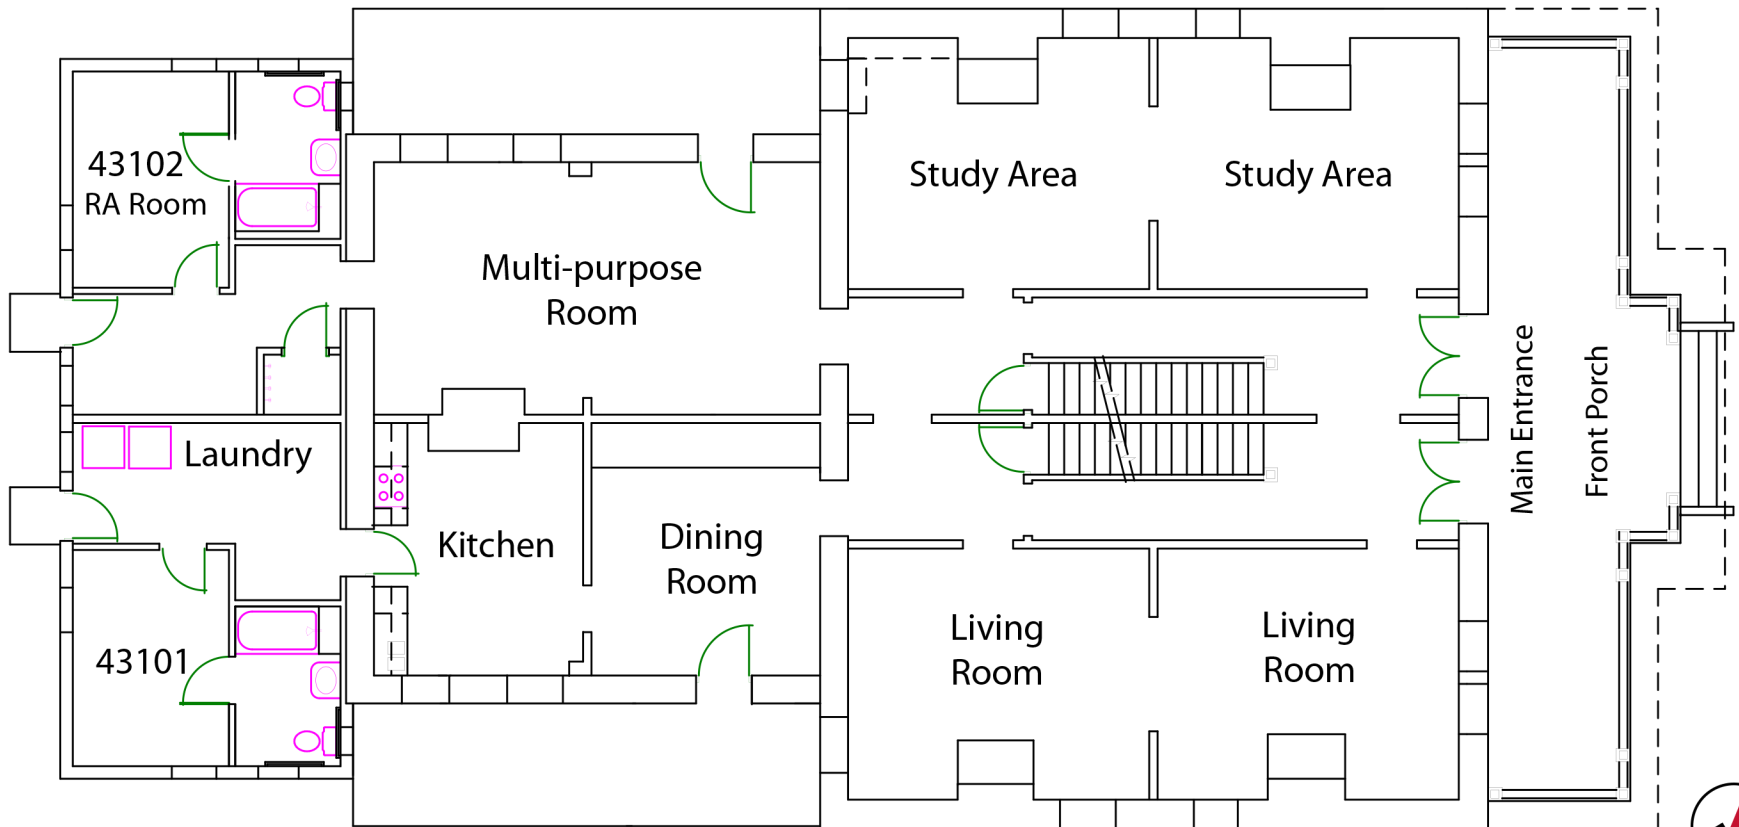 43102
RA Room
Multi-purpose
Room
Study Area
Study Area
Laundry
Kitchen
Dining
Room
43101
Living
Room
Living
Room
Main Entrance
Front Porch